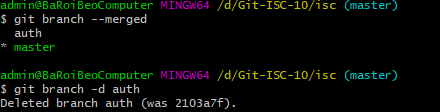 admin@BaRoiBeoComputer MINGW64 /d/Git-ISC-10/isc (master)
$ git branch --merged
  auth
* master

admin@BaRoiBeoComputer MINGW64 /d/Git-ISC-10/isc (master)
$ git branch -d auth
Deleted branch auth (was 2103a7f).